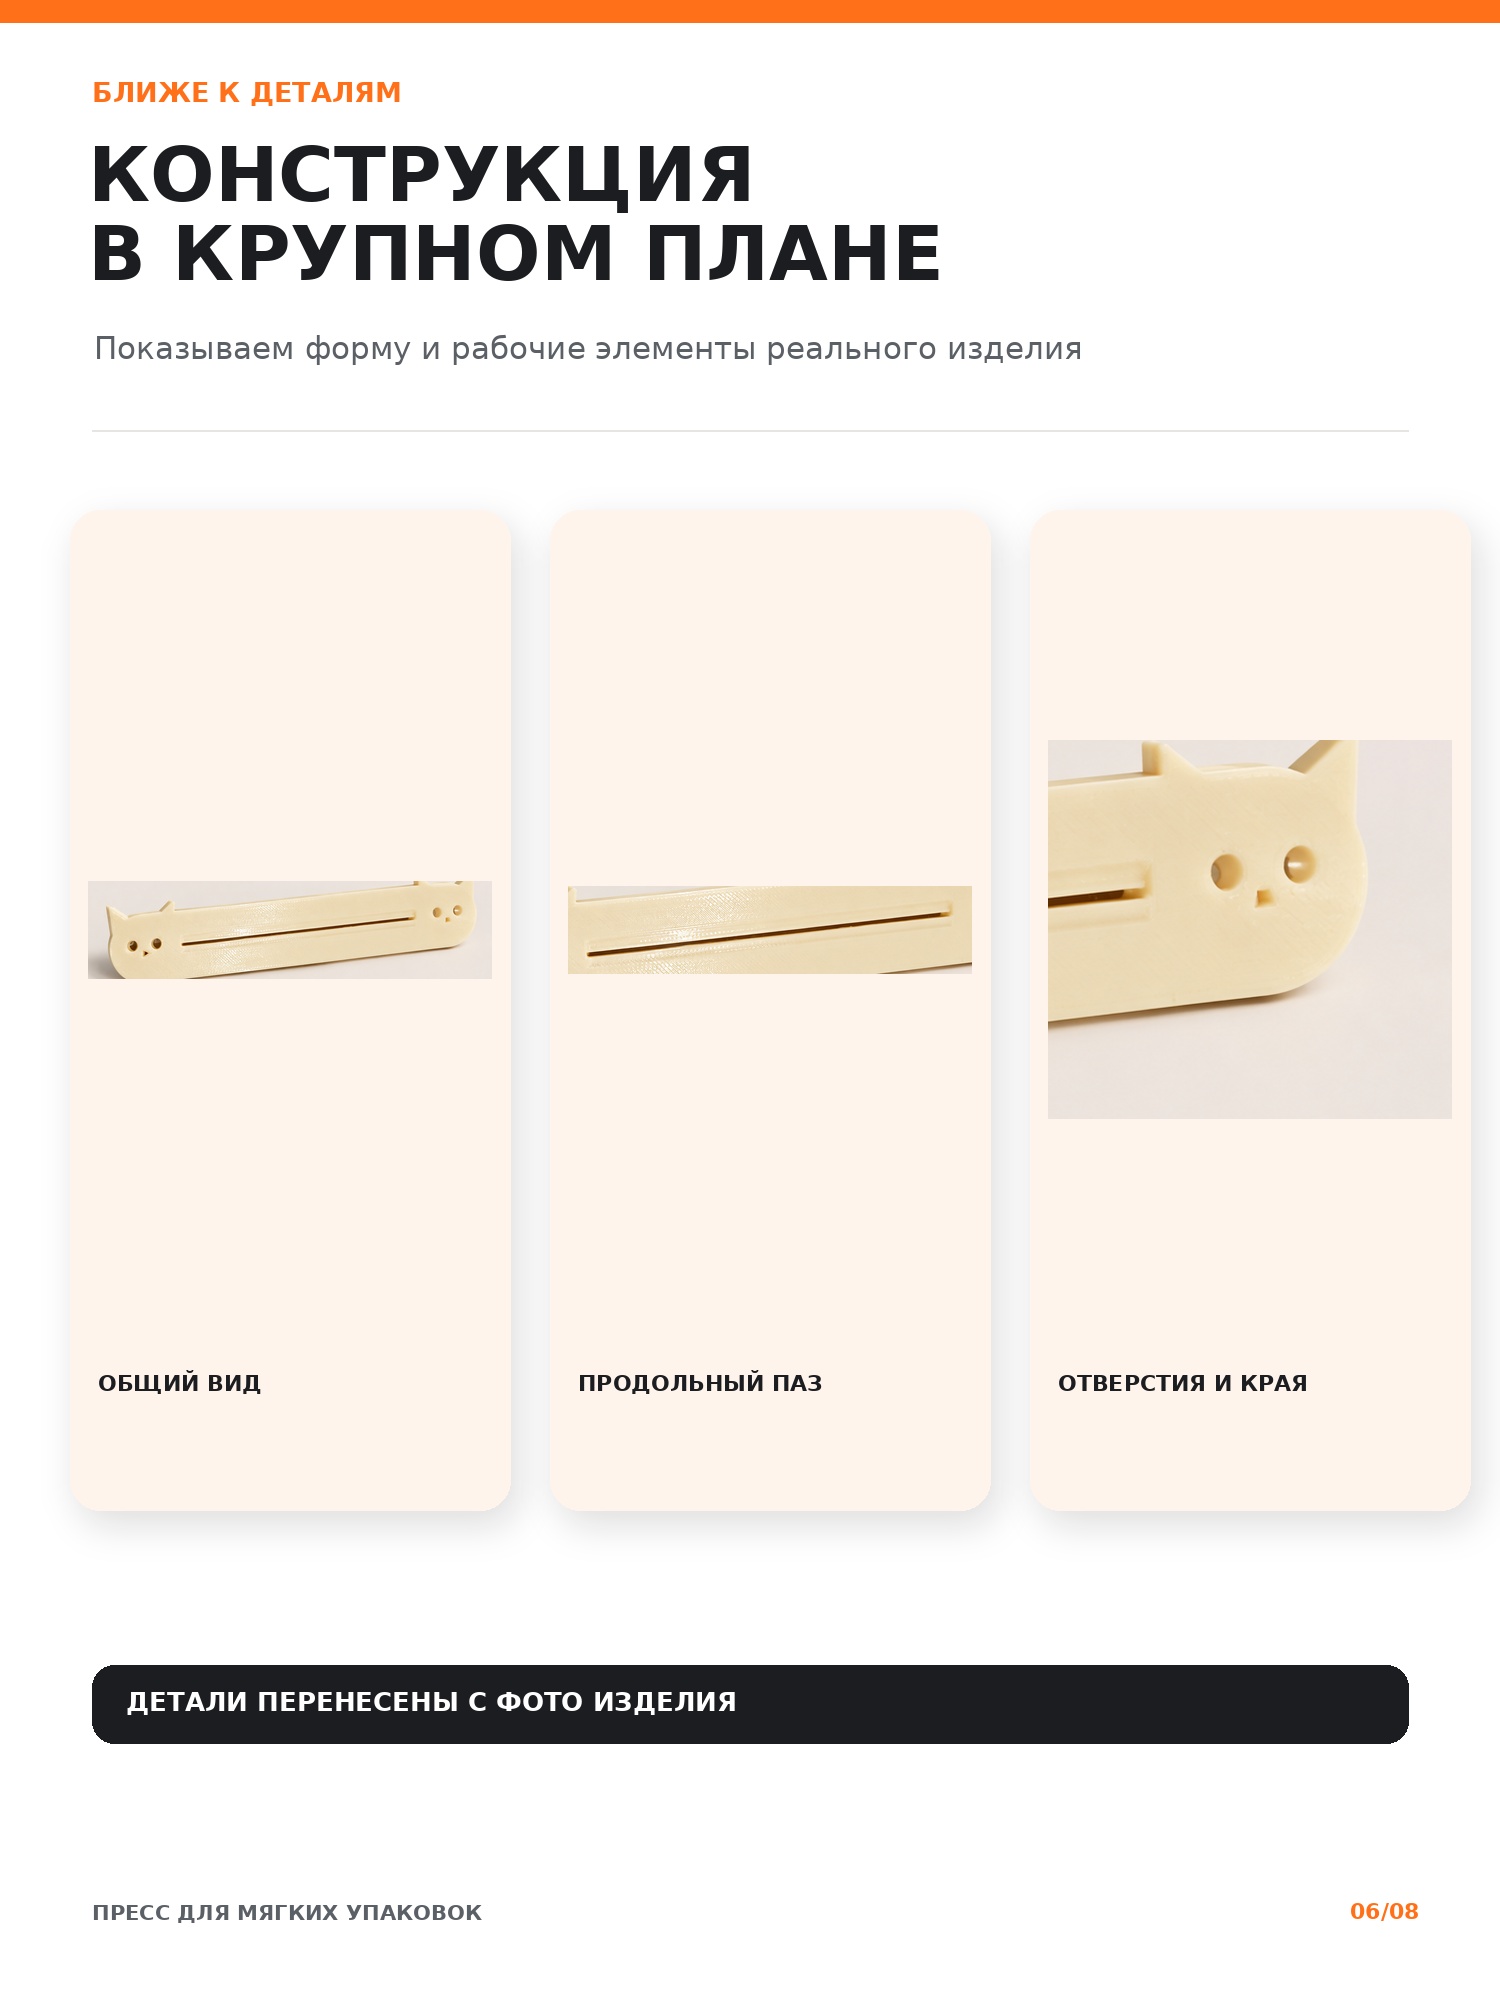 БЛИЖЕ К ДЕТАЛЯМ
КОНСТРУКЦИЯ
В КРУПНОМ ПЛАНЕ
Показываем форму и рабочие элементы реального изделия
ОБЩИЙ ВИД
ПРОДОЛЬНЫЙ ПАЗ
ОТВЕРСТИЯ И КРАЯ
ДЕТАЛИ ПЕРЕНЕСЕНЫ С ФОТО ИЗДЕЛИЯ
ПРЕСС ДЛЯ МЯГКИХ УПАКОВОК
06/08